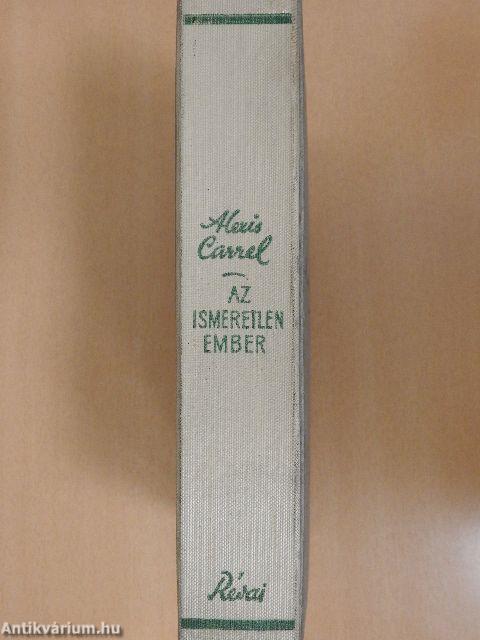 Alexis
Carrel
AZ
ISMERETLEN
EMBER
Révai
Antikvárium.hu